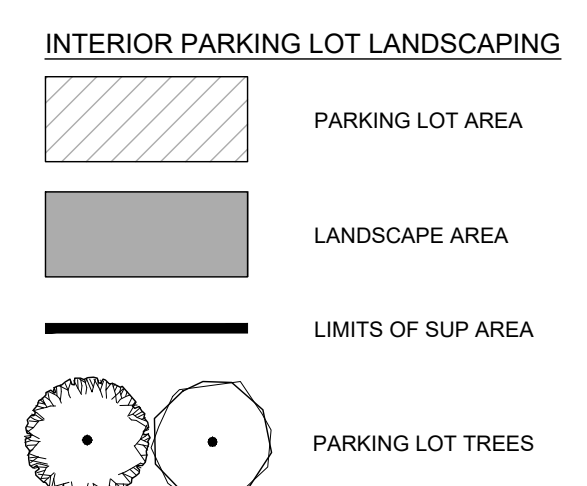 INTERIOR PARKING LOT LANDSCAPING
PARKING LOT AREA
LANDSCAPE AREA
LIMITS OF SUP AREA
PARKING LOT TREES